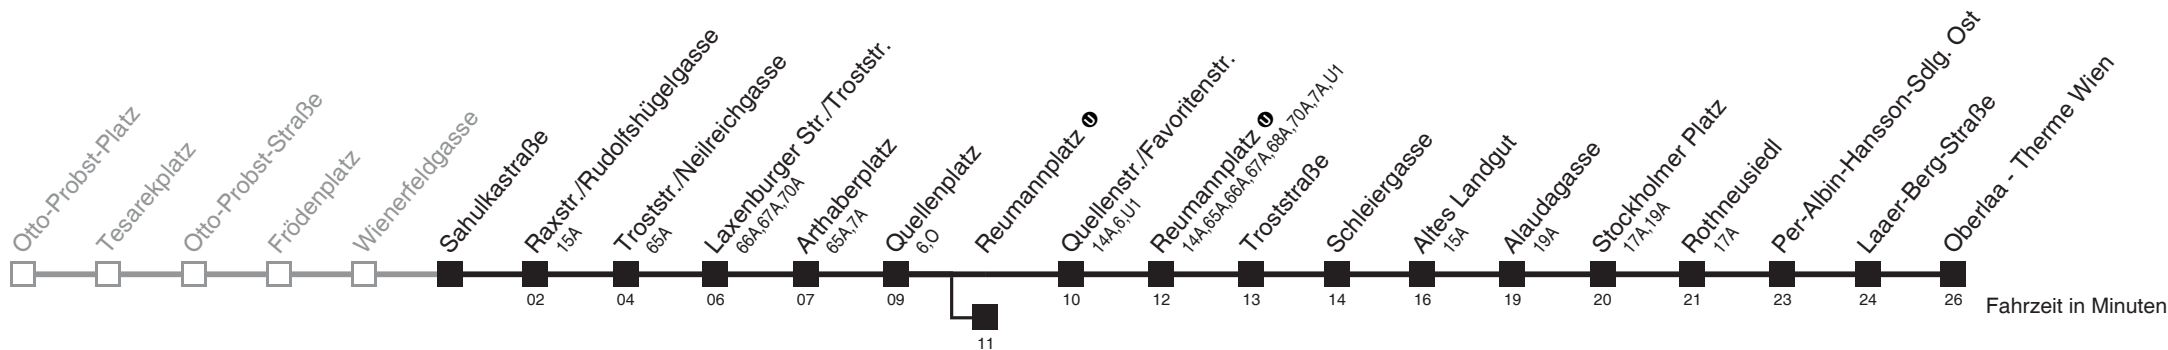 Otto-Probst-Platz
Tesarekplatz
Otto-Probst-Straße
Frödenplatz
Wienerfeldgasse
Sahulkastraße
Raxstr./Rudolfshügelgasse
15A
02
Troststr./Neilreichgasse
65A
04
Laxenburger Str./Troststr.
66A,67A,70A
06
Arthaberplatz
65A,7A
07
Quellenplatz
6,O
09
Reumannplatz U
11
Quellenstr./Favoritenstr.
14A,6,U1
10
Reumannplatz U
14A,65A,66A,67A,68A,70A,7A,U1
12
Troststraße
13
Schleiergasse
14
Altes Landgut
15A
16
Alaudagasse
19A
19
Stockholmer Platz
17A,19A
20
Rothneusiedl
17A
21
Per-Albin-Hansson-Sdlg. Ost
23
Laaer-Berg-Straße
24
Oberlaa - Therme Wien
26
Fahrzeit in Minuten